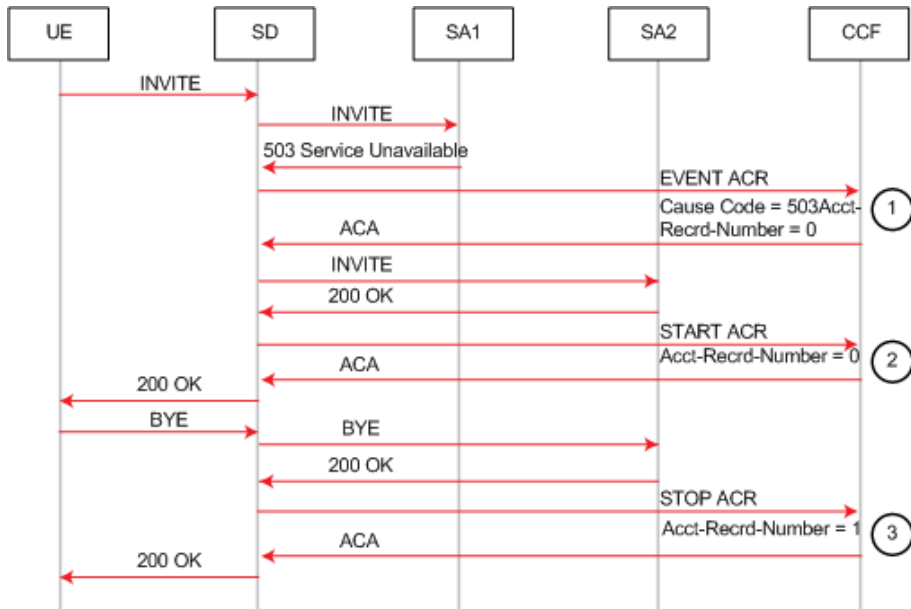 UE SD SA1 SA2 CCF
INVITE
INVITE
503 Service Unavailable
EVENT ACR
Cause Code = 503Acct-
Recrd-Number = 0
1
ACA
INVITE
200 OK
START ACR
Acct-Recrd-Number = 0
2
ACA
200 OK
BYE
BYE
200 OK
STOP ACR
Acct-Recrd-Number = 1
3
ACA
200 OK